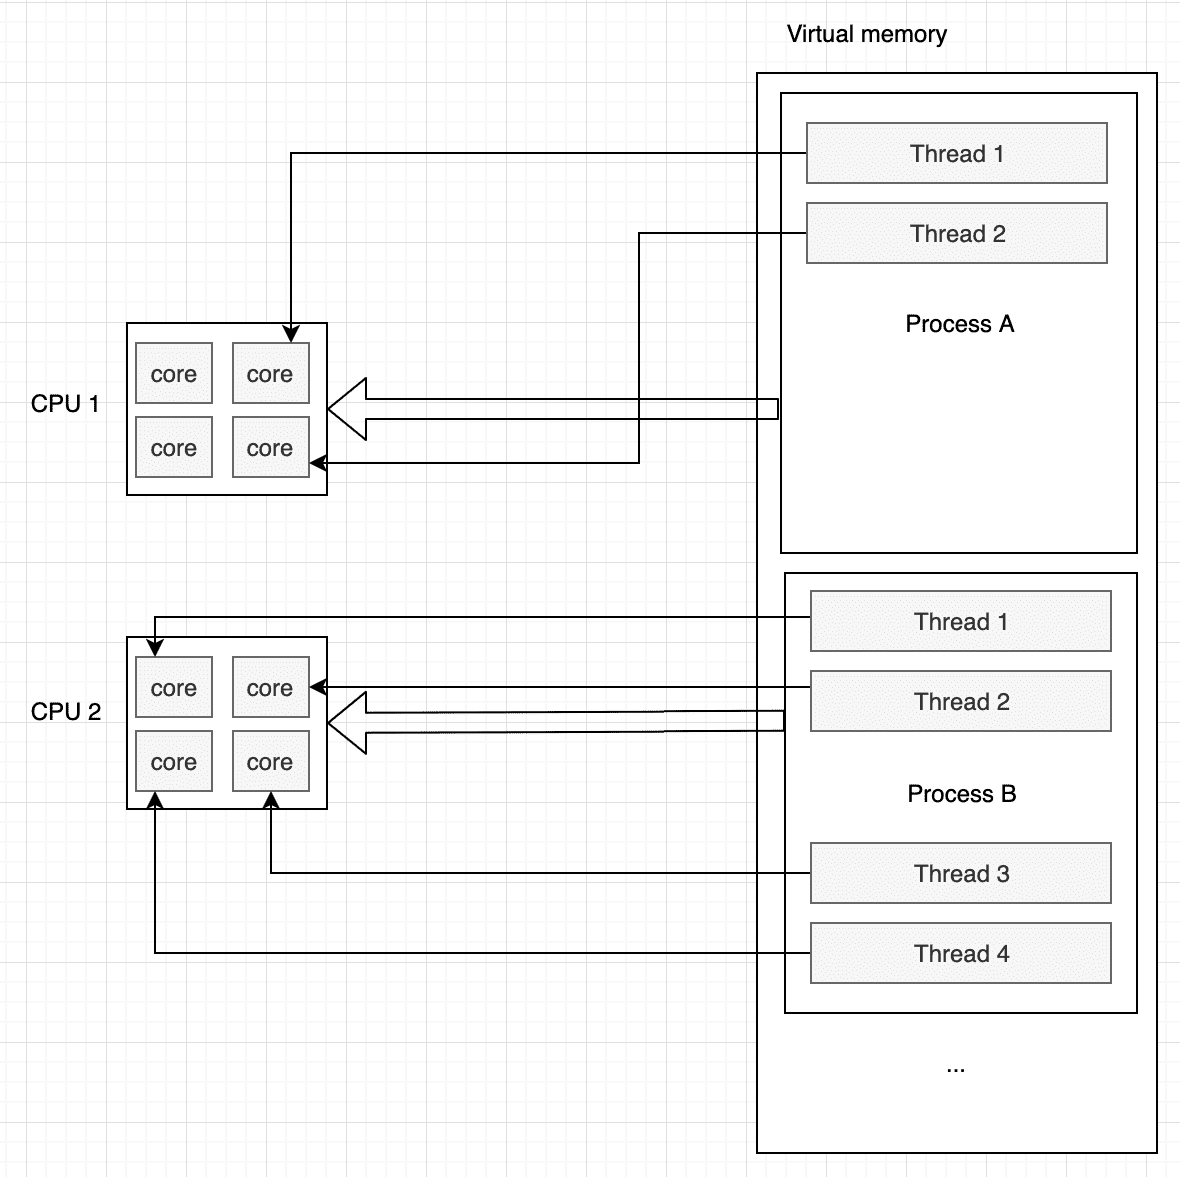 Virtual memory
Thread 1
Thread 2
Process A
CPU 1
core
core
core
core
Thread 1
Thread 2
Process B
Thread 3
Thread 4
CPU 2
core
core
core
core
...